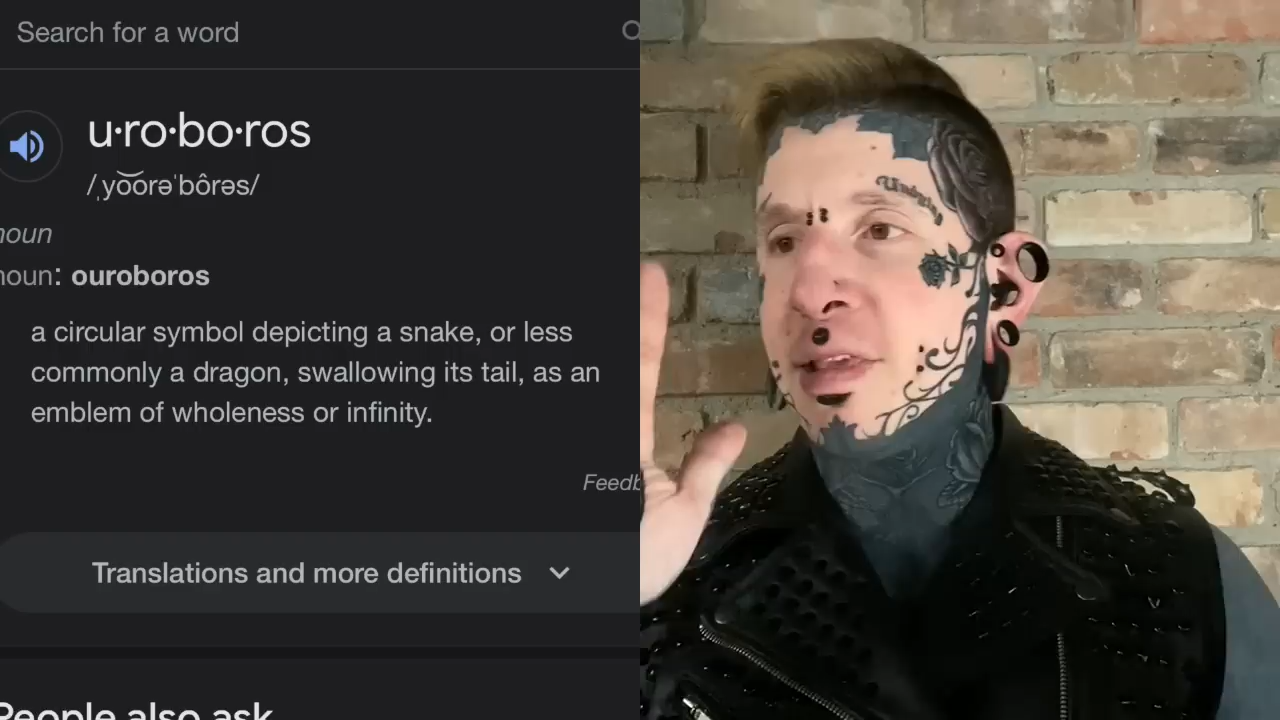 Search for a word
u·ro·bo·ros
/ˌyo͝orəˈbôrəs/
noun
noun: ouroboros
a circular symbol depicting a snake, or less
commonly a dragon, swallowing its tail, as an
emblem of wholeness or infinity.
Feedb
Translations and more definitions
People also ask